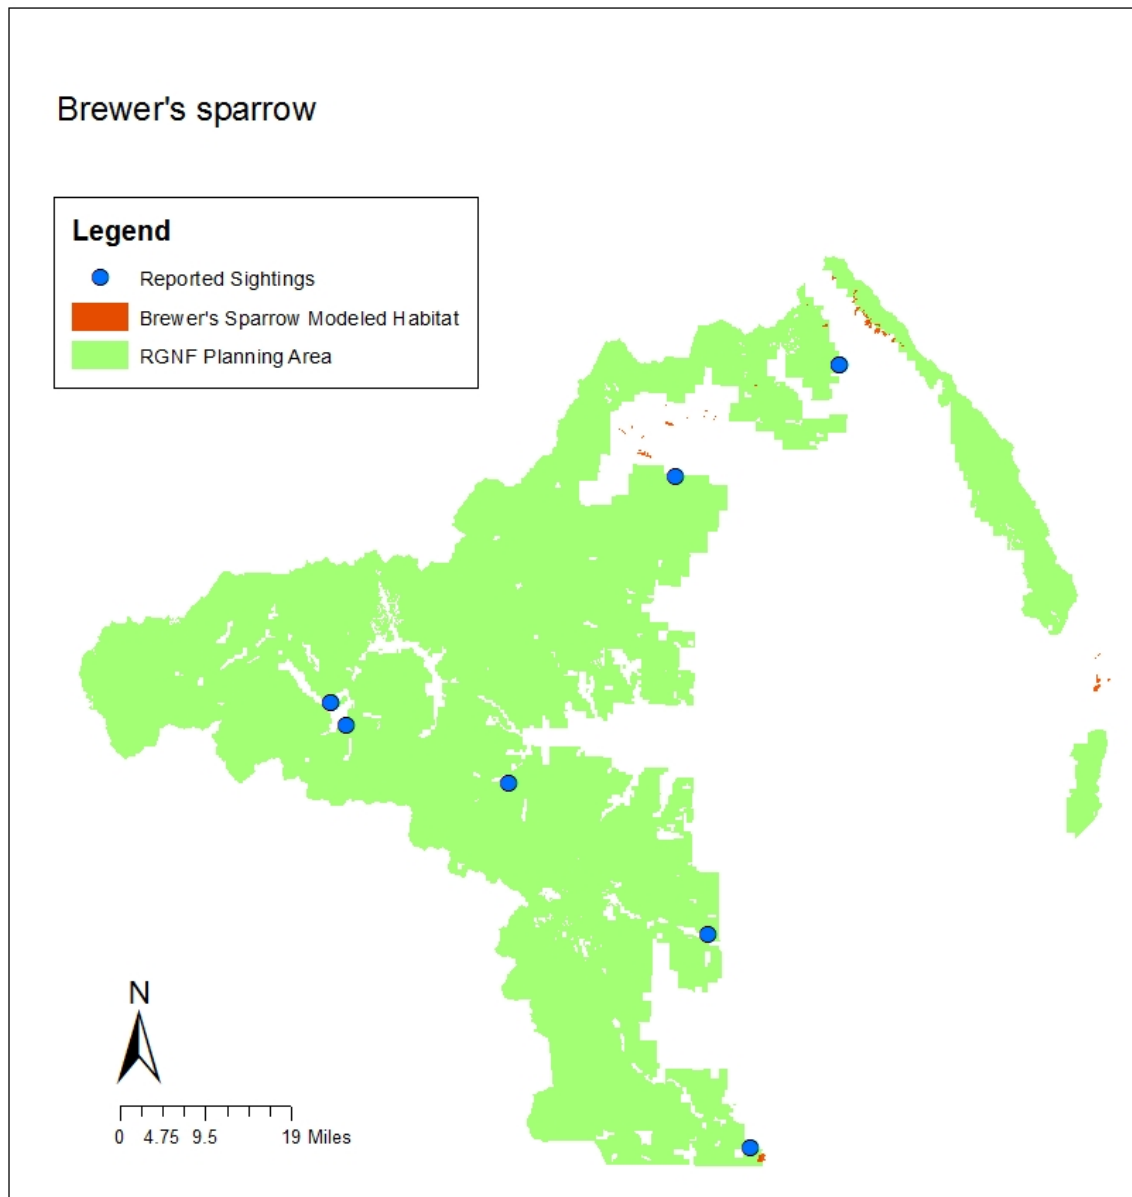 Brewer's sparrow
Legend
Reported Sightings
Brewer's Sparrow Modeled Habitat
RGNF Planning Area
N
0 4.75 9.5 19 Miles